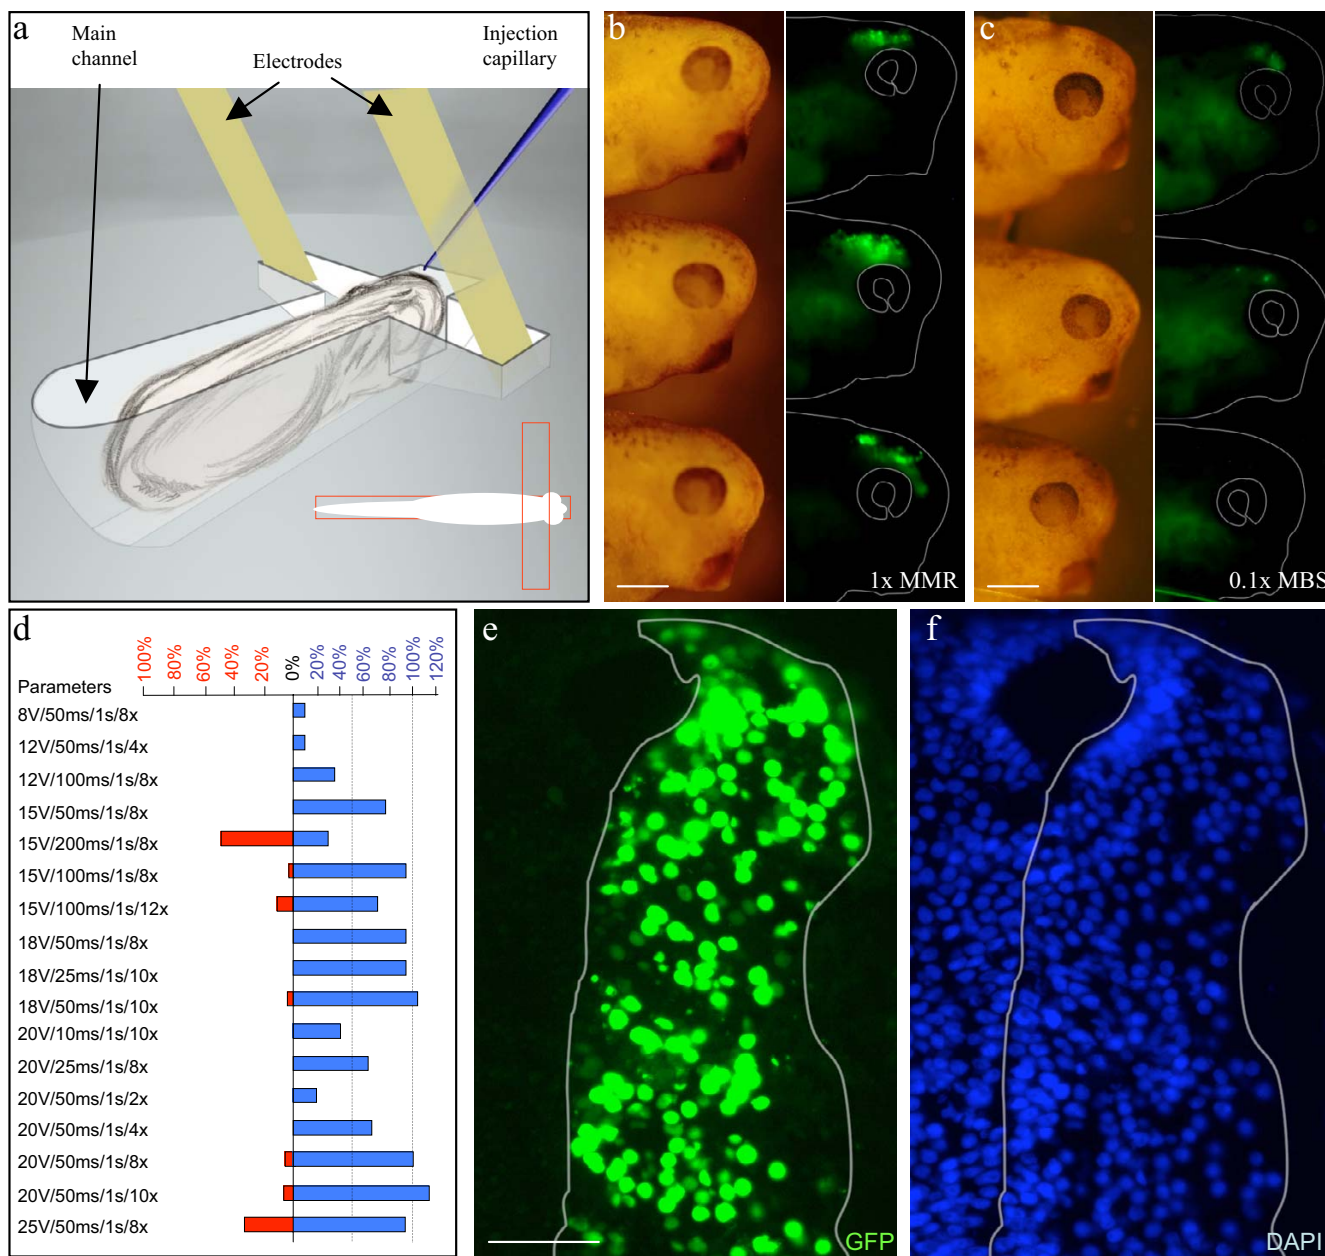 a
Main
channel
Electrodes
Injection
capillary
b
1x MMR
c
0.1x MBS
d
100%
80%
60%
40%
20%
0%
20%
40%
60%
80%
100%
120%
Parameters
8V/50ms/1s/8x
12V/50ms/1s/4x
12V/100ms/1s/8x
15V/50ms/1s/8x
15V/200ms/1s/8x
15V/100ms/1s/8x
15V/100ms/1s/12x
18V/50ms/1s/8x
18V/25ms/1s/10x
18V/50ms/1s/10x
20V/10ms/1s/10x
20V/25ms/1s/8x
20V/50ms/1s/2x
20V/50ms/1s/4x
20V/50ms/1s/8x
20V/50ms/1s/10x
25V/50ms/1s/8x
e
GFP
f
DAPI